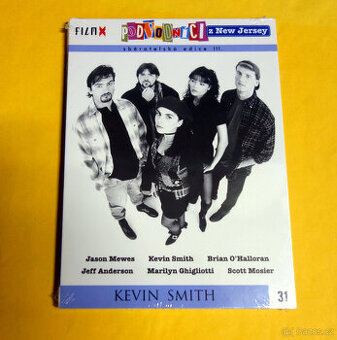 FILMX
PODVODNÍCI z New Jersey
sběratelská edice III
Jason Mewes Kevin Smith Brian O'Halloran
Jeff Anderson Marilyn Ghigliotti Scott Mosier
KEVIN SMITH 31